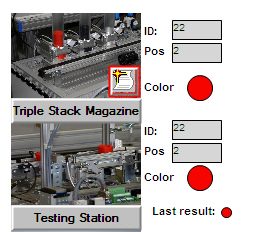 ID: 22
Pos 2
Color
Triple Stack Magazine
ID: 22
Pos 2
Color
Last result:
Testing Station